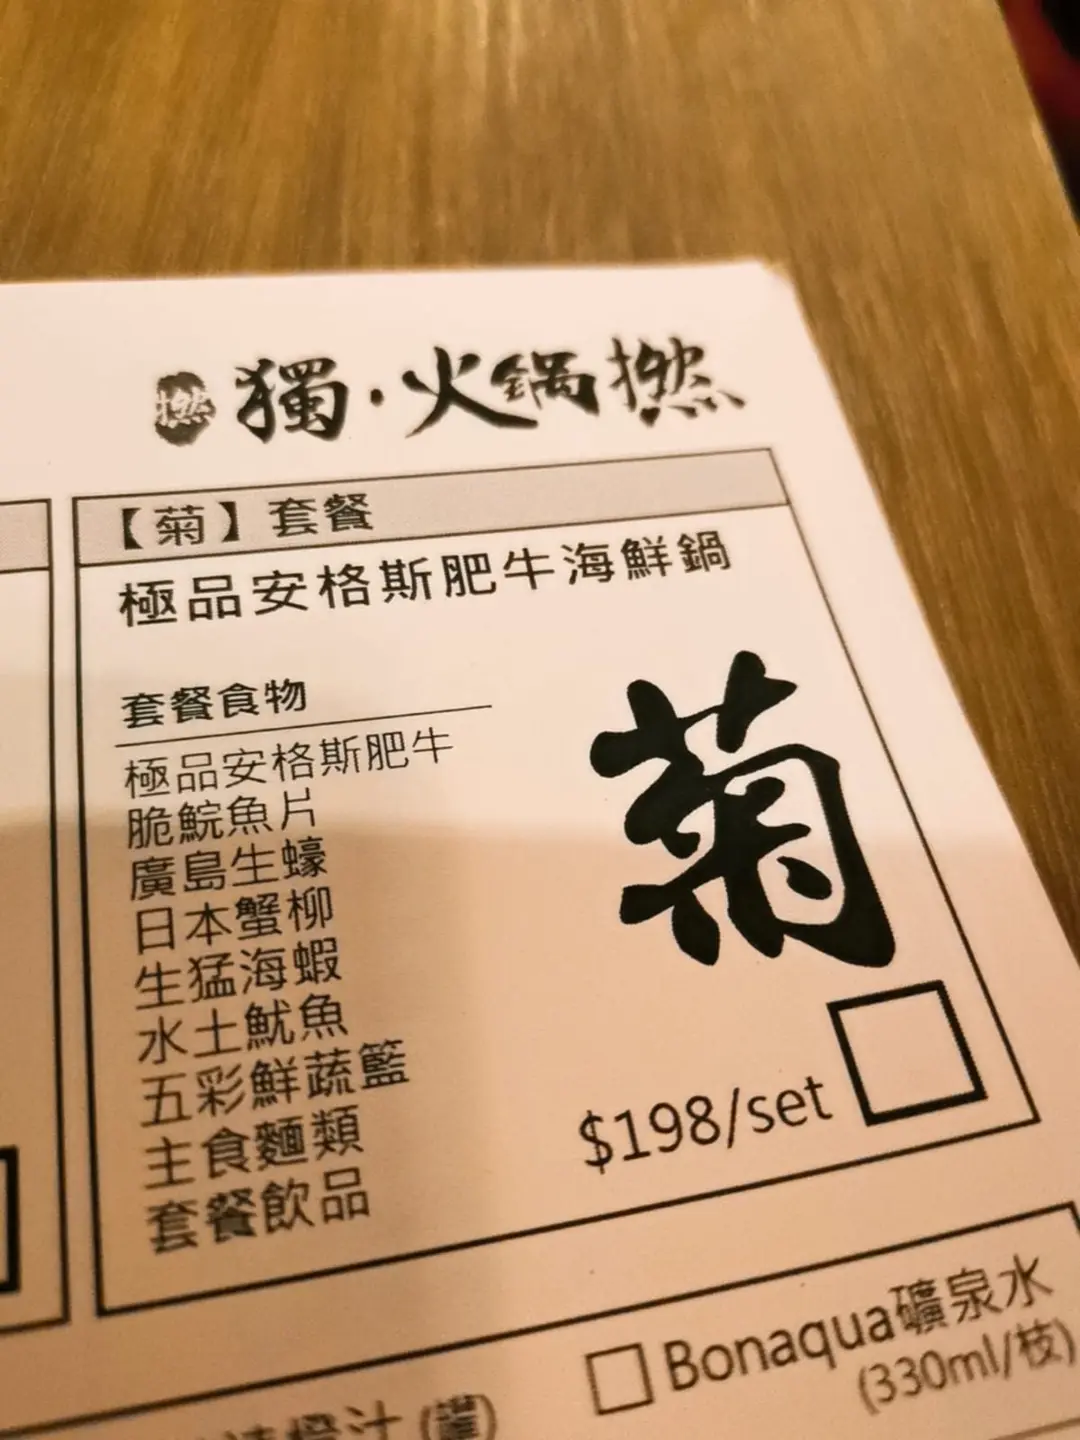 撚 獨・火鍋撚
【菊】套餐
極品安格斯肥牛海鮮鍋
套餐食物
極品安格斯肥牛
脆鯇魚片
廣島生蠔
日本蟹柳
生猛海蝦
水土魷魚
五彩鮮蔬籃
主食麵類
套餐飲品
菊
$198/set
Bonaqua礦泉水
(330ml/枝)
橙汁 (罐)